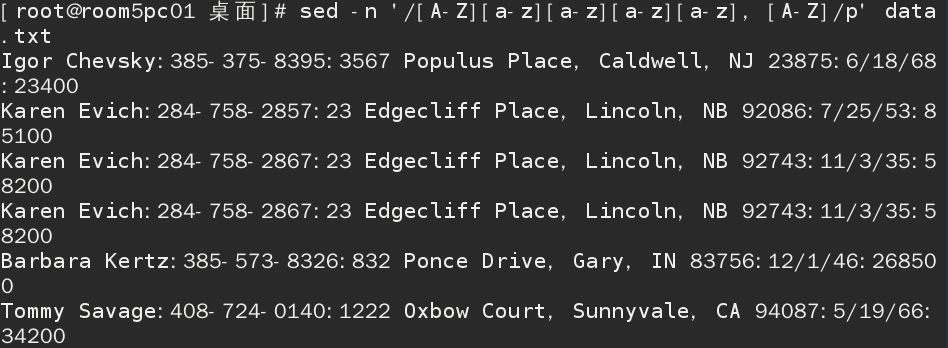 [root@room5pc01 桌面]# sed -n '/[A-Z][a-z][a-z][a-z][a-z], [A-Z]/p' data
.txt
Igor Chevsky:385-375-8395:3567 Populus Place, Caldwell, NJ 23875:6/18/68
:23400
Karen Evich:284-758-2857:23 Edgecliff Place, Lincoln, NB 92086:7/25/53:8
5100
Karen Evich:284-758-2867:23 Edgecliff Place, Lincoln, NB 92743:11/3/35:5
8200
Karen Evich:284-758-2867:23 Edgecliff Place, Lincoln, NB 92743:11/3/35:5
8200
Barbara Kertz:385-573-8326:832 Ponce Drive, Gary, IN 83756:12/1/46:26850
0
Tommy Savage:408-724-0140:1222 Oxbow Court, Sunnyvale, CA 94087:5/19/66:
34200